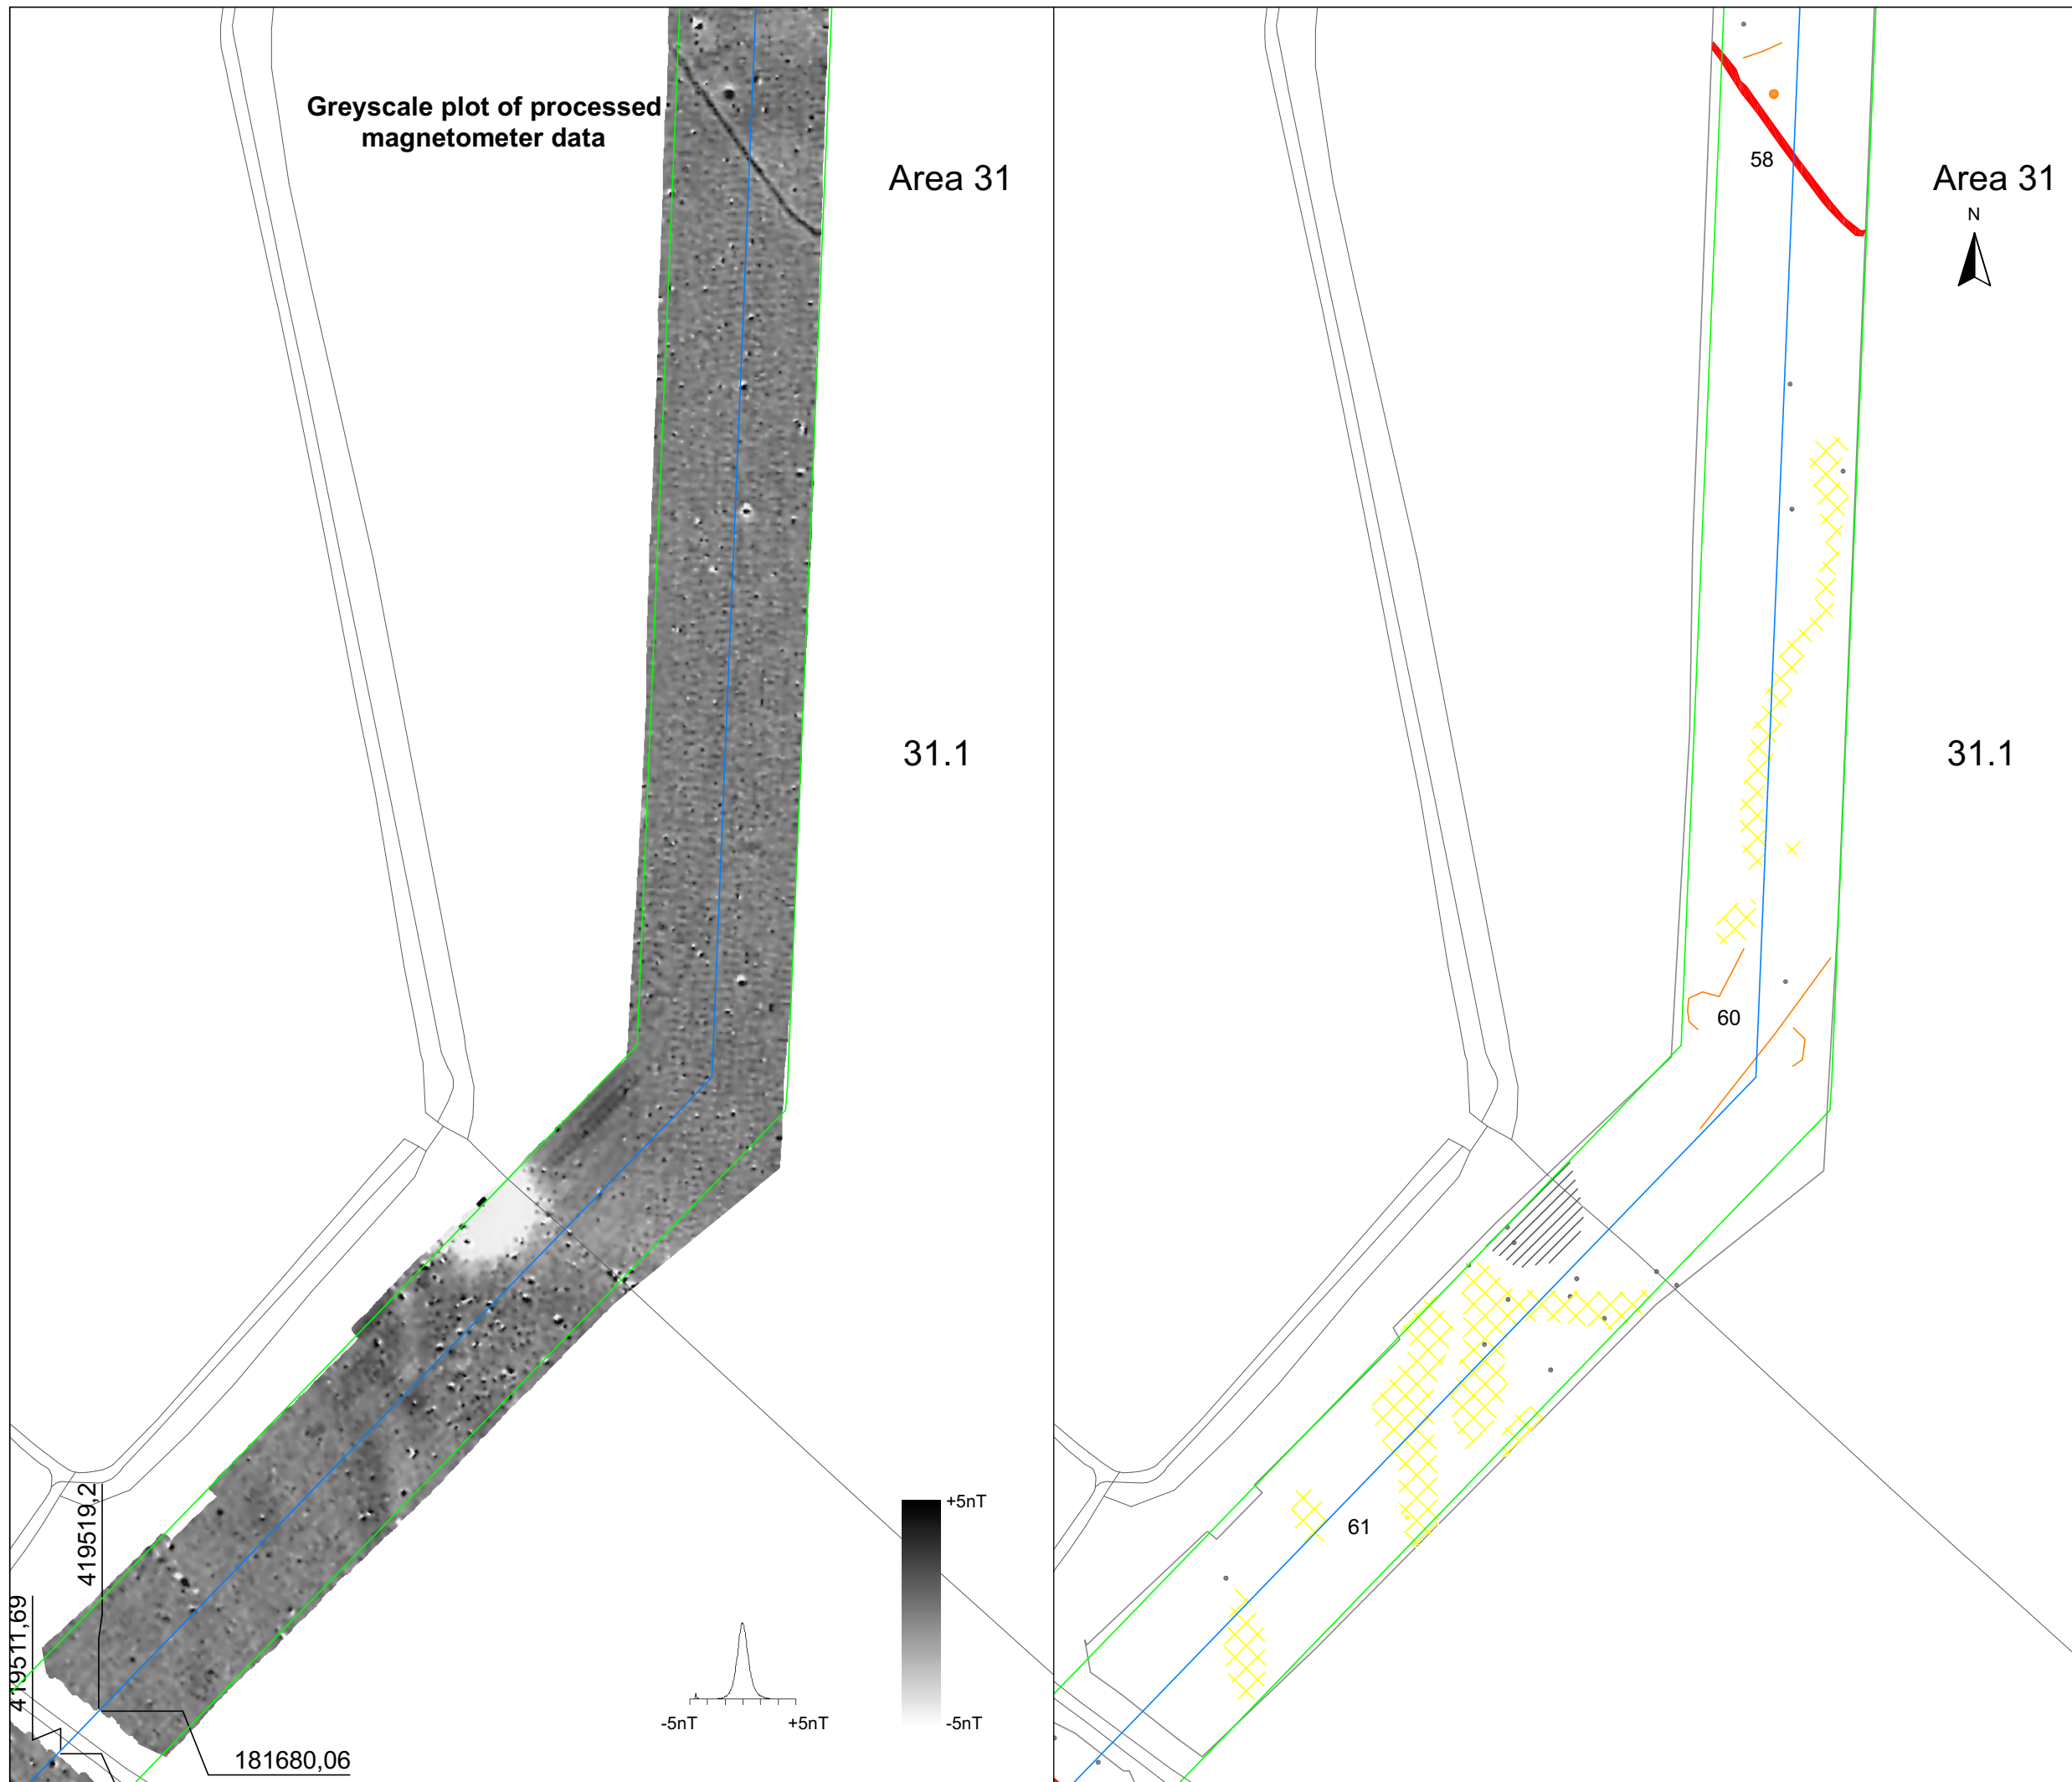 Greyscale plot of processed
magnetometer data
Area 31
31.1
419519,2
419511,69
181680,06
-5nT
+5nT
+5nT
-5nT
58
Area 31
N
31.1
60
61